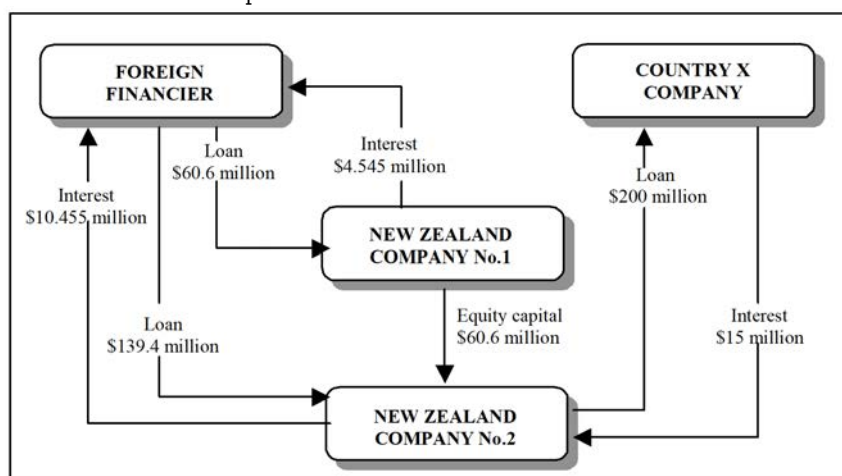 FOREIGN
FINANCIER
COUNTRY X
COMPANY
Loan
$60.6 million
Interest
$4.545 million
Interest
$10.455 million
Loan
$200 million
NEW ZEALAND
COMPANY No.1
Loan
$139.4 million
Equity capital
$60.6 million
Interest
$15 million
NEW ZEALAND
COMPANY No.2